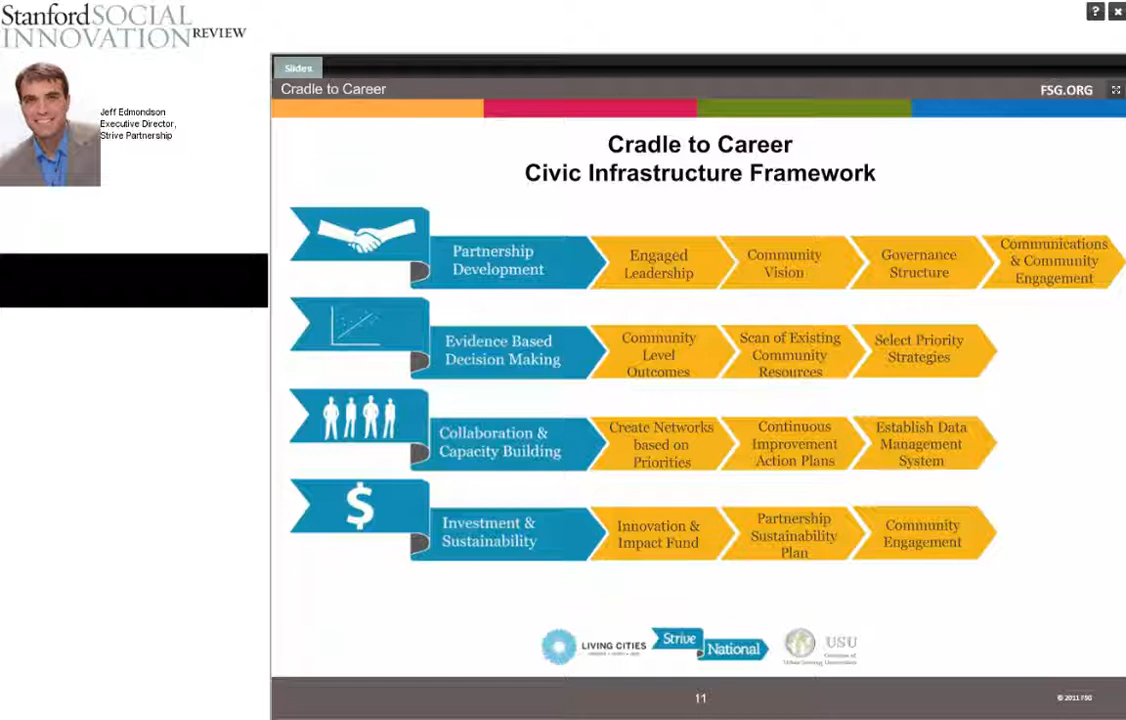 Stanford SOCIAL
INNOVATION REVIEW
? ×
Jeff Edmondson
Executive Director,
Strive Partnership
Slides
Cradle to Career
FSG.ORG
Cradle to Career
Civic Infrastructure Framework
Partnership
Development
Engaged
Leadership
Community
Vision
Governance
Structure
Communications
& Community
Engagement
Evidence Based
Decision Making
Community
Level
Outcomes
Scan of Existing
Community
Resources
Select Priority
Strategies
Collaboration &
Capacity Building
Create Networks
based on
Priorities
Continuous
Improvement
Action Plans
Establish Data
Management
System
$
Investment &
Sustainability
Innovation &
Impact Fund
Partnership
Sustainability
Plan
Community
Engagement
LIVING CITIES
Strive
National
USU
11
© 2011 FSG